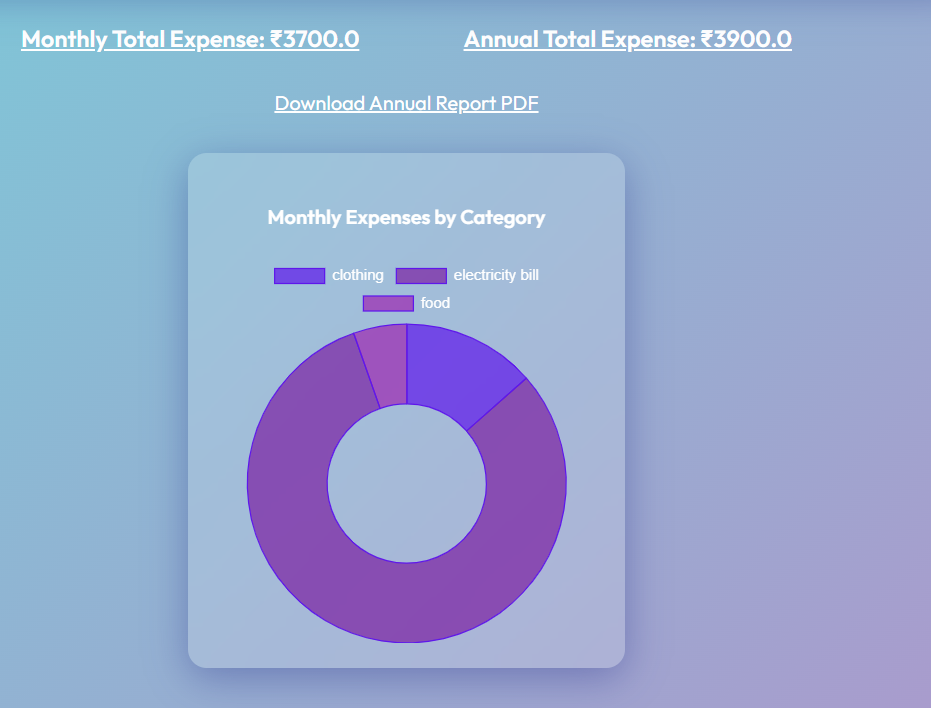 Monthly Total Expense: ₹3700.0 Annual Total Expense: ₹3900.0
Download Annual Report PDF
Monthly Expenses by Category
clothing electricity bill
food